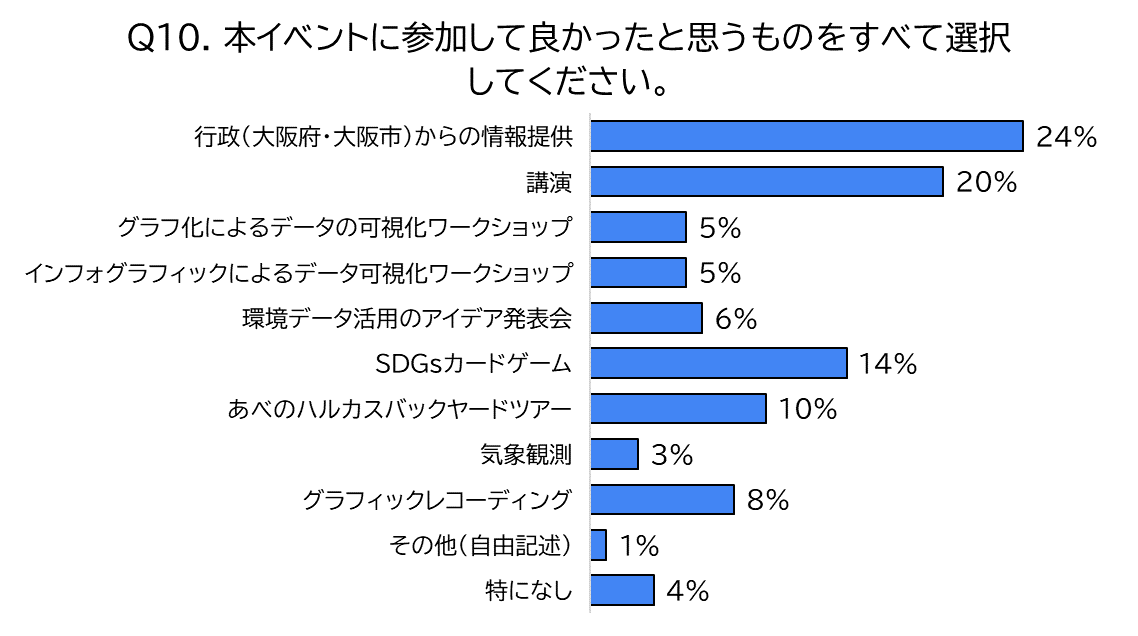 Q10. 本イベントに参加して良かったと思うものをすべて選択
してください。
行政(大阪府・大阪市)からの情報提供 24%
講演 20%
グラフ化によるデータの可視化ワークショップ 5%
インフォグラフィックによるデータ可視化ワークショップ 5%
環境データ活用のアイデア発表会 6%
SDGsカードゲーム 14%
あべのハルカスバックヤードツアー 10%
気象観測 3%
グラフィックレコーディング 8%
その他(自由記述) 1%
特になし 4%